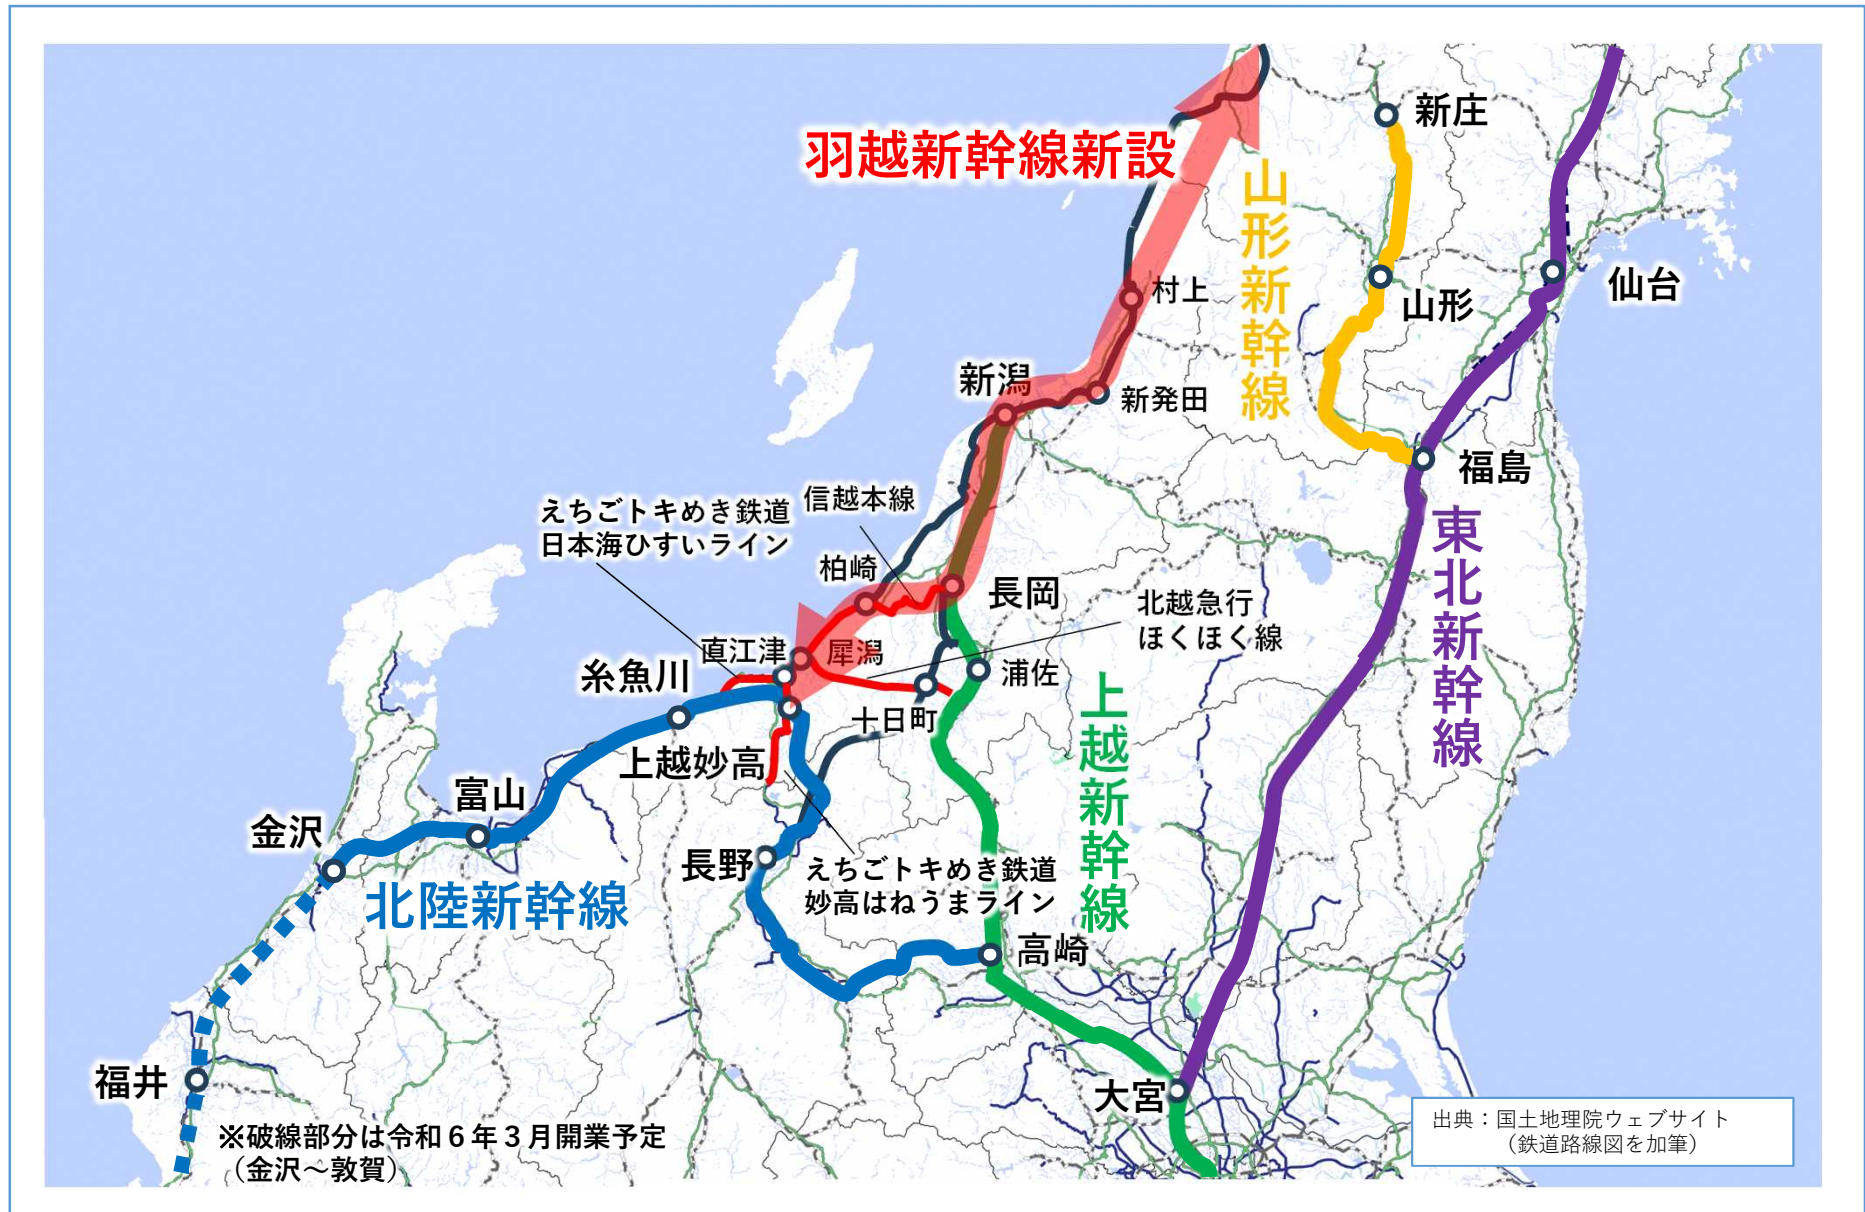 新庄
羽越新幹線新設
山形新幹線
仙台
村上
山形
新潟
新発田
福島
信越本線
えちごトキめき鉄道
日本海ひすいライン
東北新幹線
柏崎
長岡
北越急行
ほくほく線
直江津
犀潟
糸魚川
浦佐
上越新幹線
十日町
上越妙高
富山
金沢
長野
えちごトキめき鉄道
妙高はねうまライン
北陸新幹線
高崎
福井
大宮
※破線部分は令和6年3月開業予定
（金沢～敦賀）
出典：国土地理院ウェブサイト
（鉄道路線図を加筆）